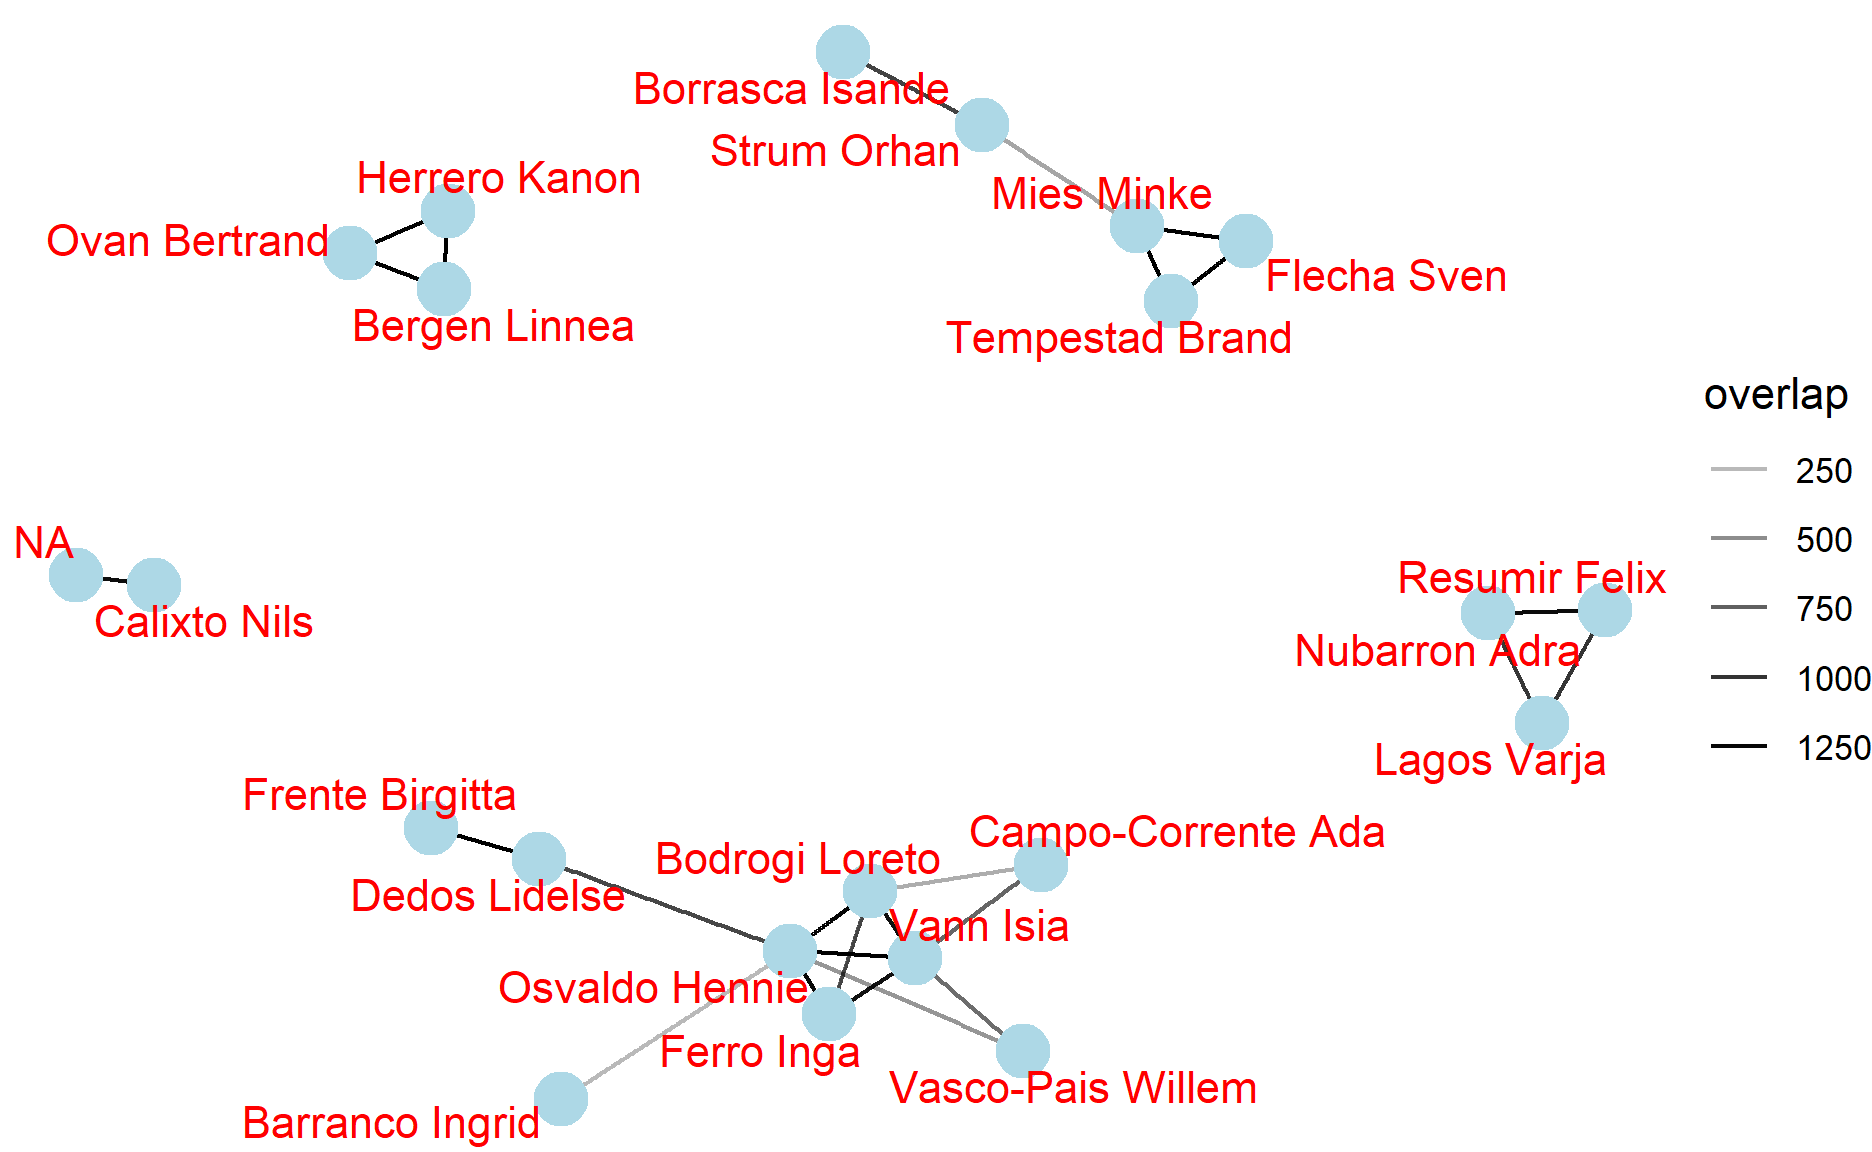 Borrasca Isande
Strum Orhan
Herrero Kanon
Mies Minke
Ovan Bertrand
Flecha Sven
Bergen Linnea
Tempestad Brand
overlap
250
500
750
1000
1250
NA
Calixto Nils
Resumir Felix
Nubarron Adra
Lagos Varja
Frente Birgitta
Campo-Corrente Ada
Bodrogi Loreto
Dedos Lidelse
Vann Isia
Osvaldo Hennie
Ferro Inga
Vasco-Pais Willem
Barranco Ingrid